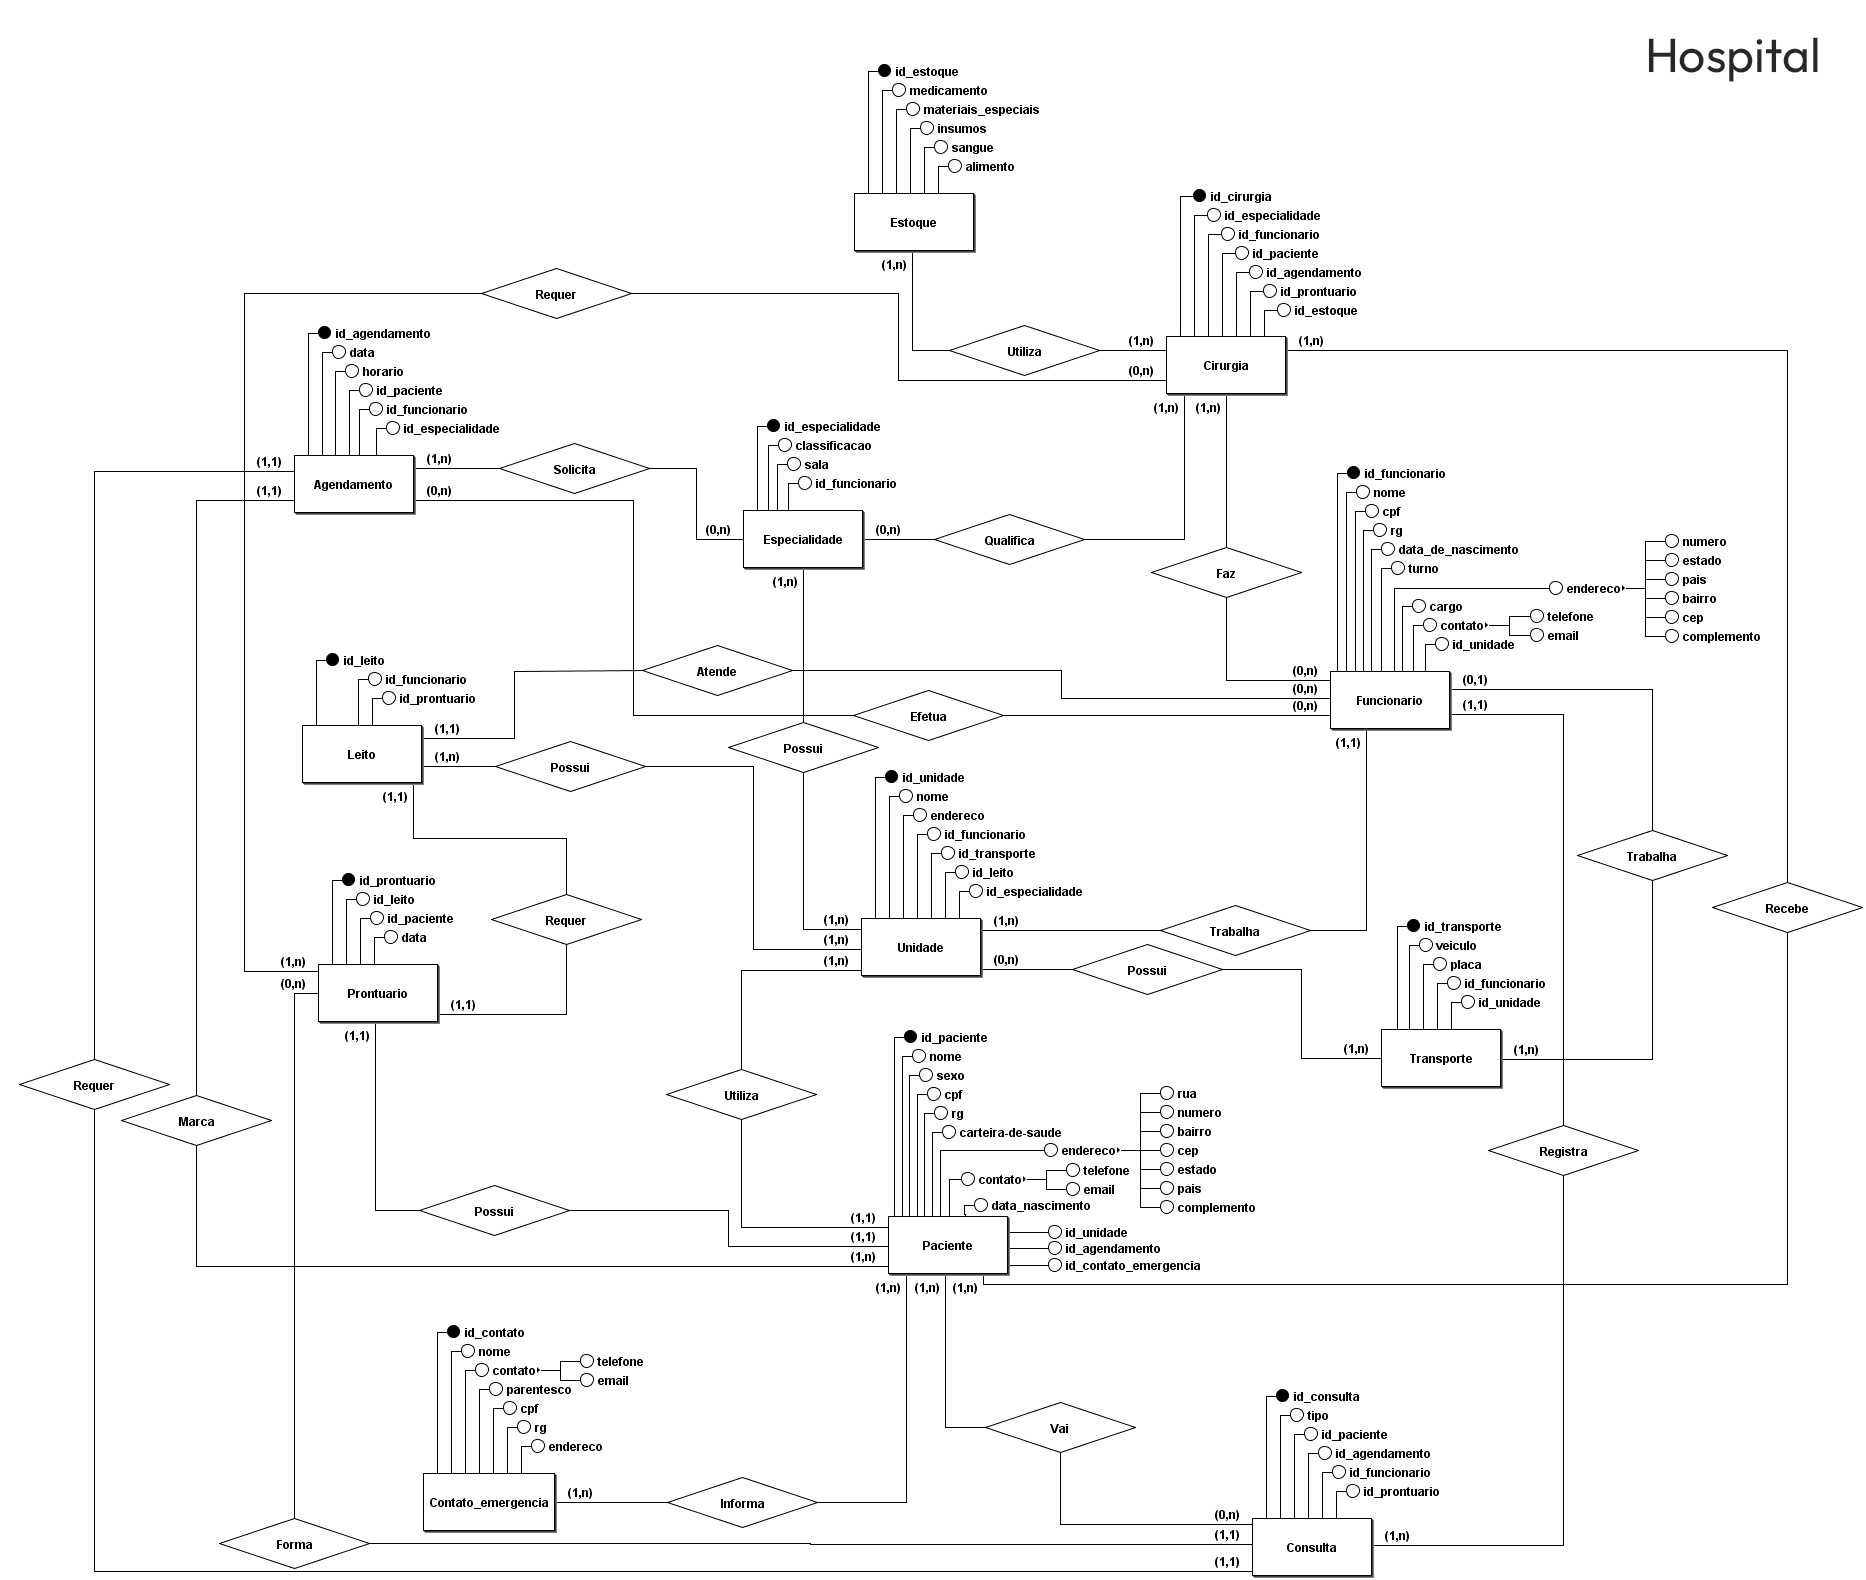 Hospital
id_estoque
medicamento
materiais_especiais
insumos
sangue
alimento
Estoque
(1,n)
id_cirurgia
id_especialidade
id_funcionario
id_paciente
id_agendamento
id_prontuario
id_estoque
Cirurgia
(1,n)
(0,n)
(1,n)
(1,n)
(1,n)
Requer
Utiliza
id_agendamento
data
horario
id_paciente
id_funcionario
id_especialidade
Agendamento
(1,1)
(1,1)
(1,n)
(0,n)
Solicita
id_especialidade
classificacao
sala
id_funcionario
Especialidade
(0,n)
(0,n)
(1,n)
Qualifica
Faz
id_funcionario
nome
cpf
rg
data_de_nascimento
turno
endereco
numero
estado
pais
bairro
cep
complemento
cargo
contato
telefone
email
id_unidade
Funcionario
(0,n)
(0,n)
(0,n)
(0,1)
(1,1)
(1,1)
Atende
Efetua
Possui
id_leito
id_funcionario
id_prontuario
Leito
(1,1)
(1,n)
(1,1)
Possui
id_unidade
nome
endereco
id_funcionario
id_transporte
id_leito
id_especialidade
Unidade
(1,n)
(1,n)
(1,n)
(1,n)
(0,n)
Trabalha
Possui
Trabalha
Recebe
id_prontuario
id_leito
id_paciente
data
Prontuario
(1,n)
(0,n)
(1,1)
(1,1)
Requer
id_transporte
veiculo
placa
id_funcionario
id_unidade
Transporte
(1,n)
(1,n)
Requer
Marca
Utiliza
Registra
Possui
id_paciente
nome
sexo
cpf
rg
carteira-de-saude
endereco
rua
numero
bairro
cep
estado
pais
complemento
contato
telefone
email
data_nascimento
id_unidade
id_agendamento
id_contato_emergencia
Paciente
(1,1)
(1,1)
(1,n)
(1,n)
(1,n)
(1,n)
id_contato
nome
contato
telefone
email
parentesco
cpf
rg
endereco
Contato_emergencia
(1,n)
Informa
Vai
Forma
id_consulta
tipo
id_paciente
id_agendamento
id_funcionario
id_prontuario
Consulta
(0,n)
(1,1)
(1,1)
(1,n)